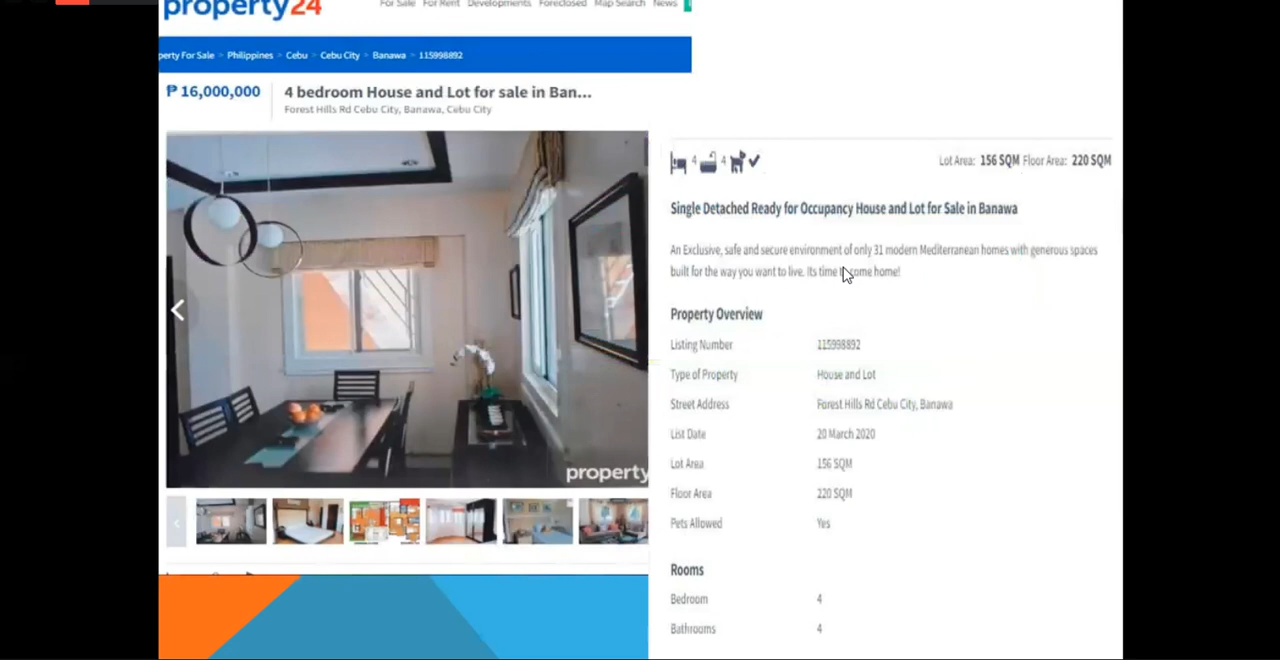 property24
For Sale For Rent Developments Foreclosed Map Search News
perty For Sale > Philippines > Cebu > Cebu City > Banawa > 115998892
₱ 16,000,000
4 bedroom House and Lot for sale in Ban...
Forest Hills Rd Cebu City, Banawa, Cebu City
property
4 4
Lot Area: 156 SQM Floor Area: 220 SQM
Single Detached Ready for Occupancy House and Lot for Sale in Banawa
An Exclusive, safe and secure environment of only 31 modern Mediterranean homes with generous spaces
built for the way you want to live. Its time come home!
Property Overview
Listing Number 115998892
Type of Property House and Lot
Street Address Forest Hills Rd Cebu City, Banawa
List Date 20 March 2020
Lot Area 156 SQM
Floor Area 220 SQM
Pets Allowed Yes
Rooms
Bedroom 4
Bathrooms 4